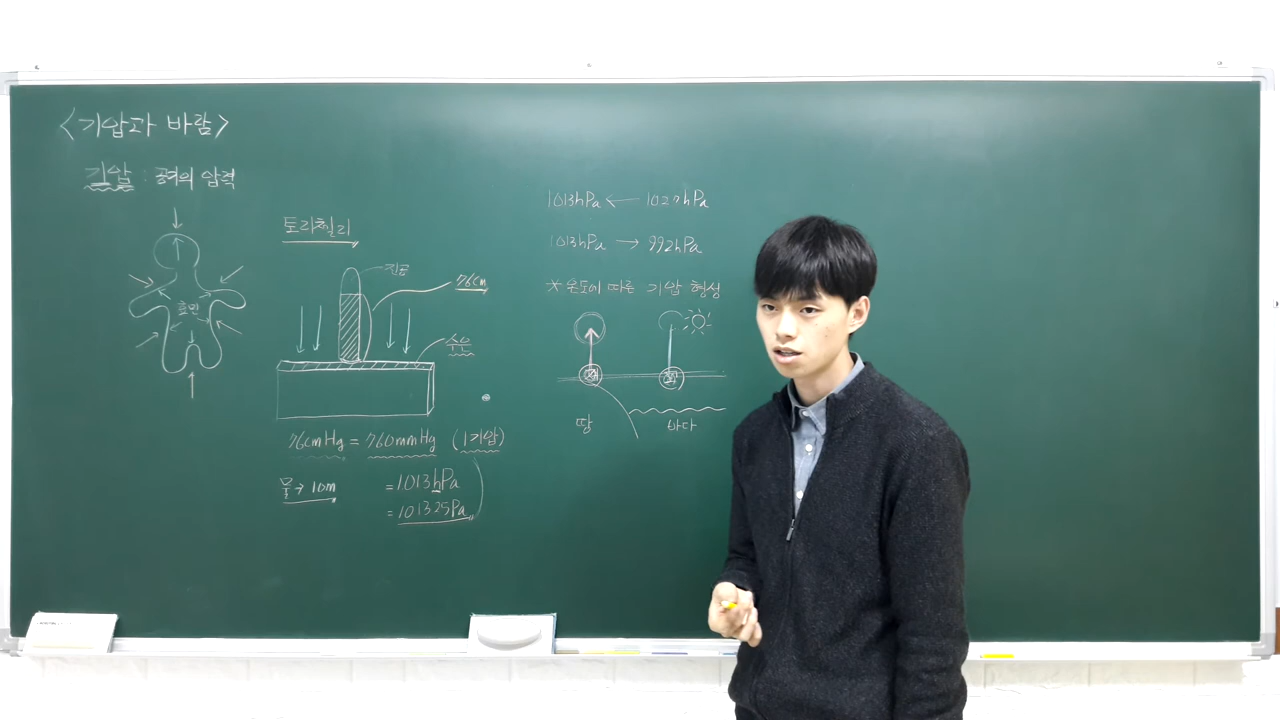 <기압과 바람>
기압 : 공기의 압력
토리첼리
진공
76cm
수은
76cmHg = 760mmHg (1기압)
물→ 10m
= 1013hPa
= 101325Pa
1013hPa ← 1027hPa
1013hPa → 992hPa
* 온도에 따른 기압 형성
땅
바다